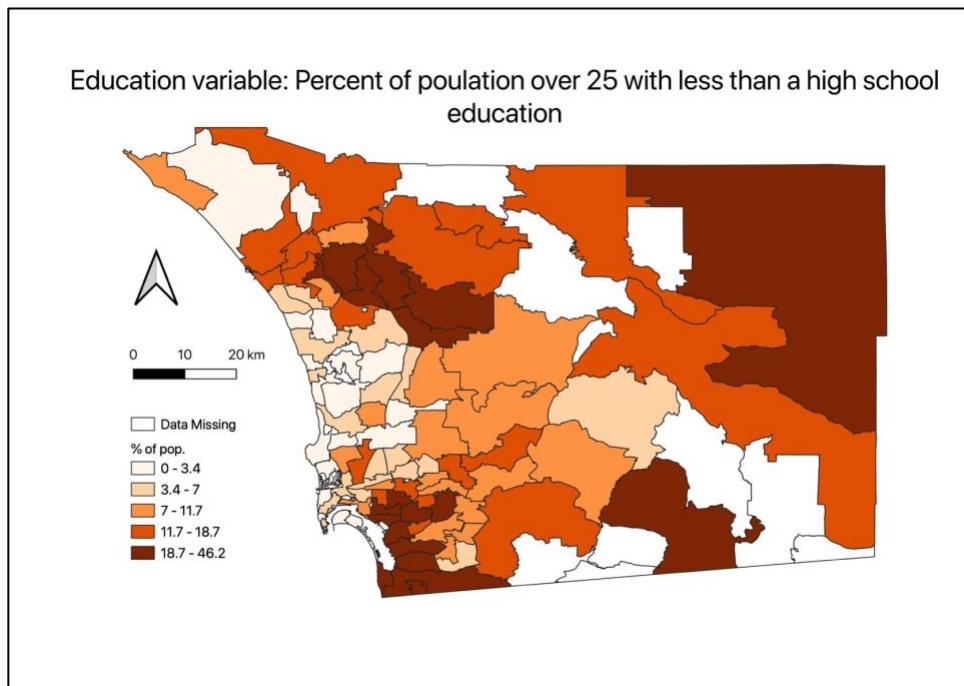 Education variable: Percent of poulation over 25 with less than a high school
education
0 10 20 km
Data Missing
% of pop.
0 - 3.4
3.4 - 7
7 - 11.7
11.7 - 18.7
18.7 - 46.2